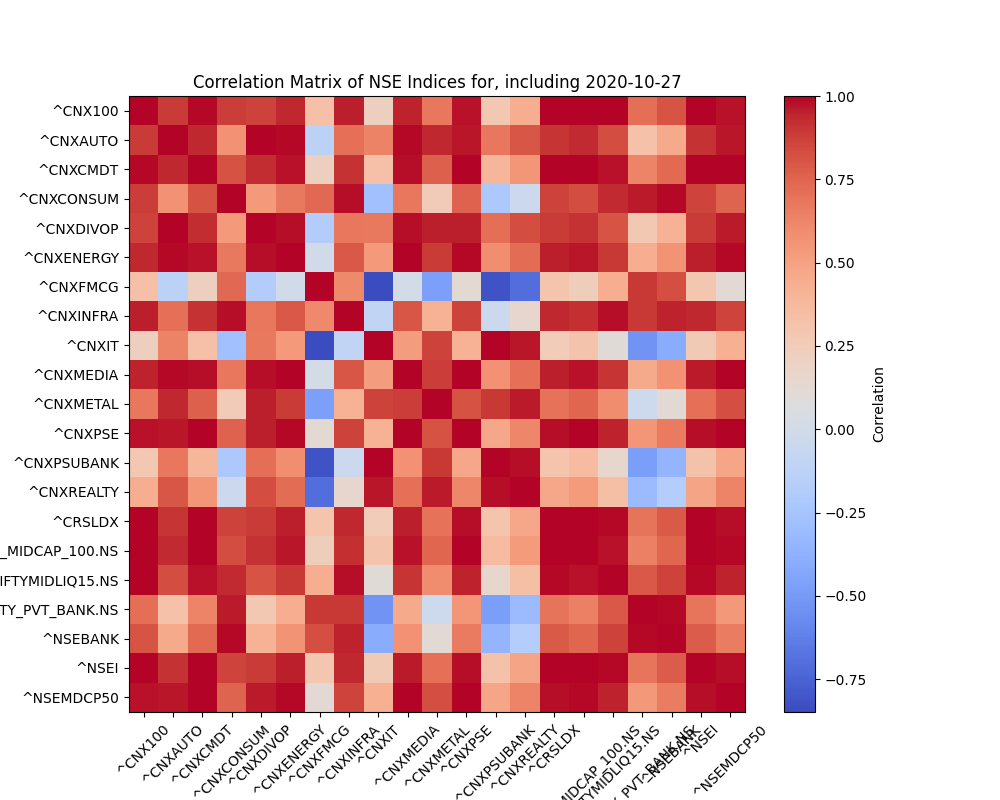 Correlation Matrix of NSE Indices for, including 2020-10-27
^CNX100
^CNXAUTO
^CNXCMDT
^CNXCONSUM
^CNXDIVOP
^CNXENERGY
^CNXFMCG
^CNXINFRA
^CNXIT
^CNXMEDIA
^CNXMETAL
^CNXPSE
^CNXPSUBANK
^CNXREALTY
^CRSLDX
_MIDCAP_100.NS
IFTYMIDLIQ15.NS
TY_PVT_BANK.NS
^NSEBANK
^NSEI
^NSEMDCP50
^CNX100
^CNXAUTO
^CNXCMDT
^CNXCONSUM
^CNXDIVOP
^CNXENERGY
^CNXFMCG
^CNXINFRA
^CNXIT
^CNXMEDIA
^CNXMETAL
^CNXPSE
^CNXPSUBANK
^CNXREALTY
^CRSLDX
MIDCAP_100.NS
TYMIDLIQ15.NS
_PVT_BANK.NS
^NSEBANK
^NSEI
^NSEMDCP50
1.00
0.75
0.50
0.25
0.00
−0.25
−0.50
−0.75
Correlation